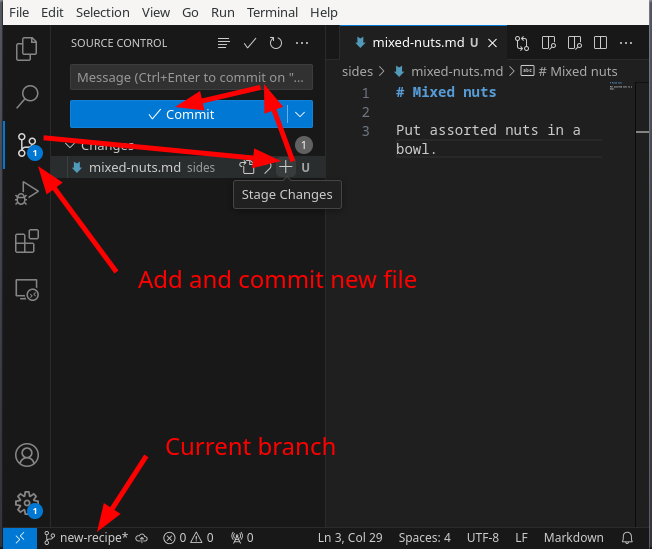 File Edit Selection View Go Run Terminal Help
SOURCE CONTROL
mixed-nuts.md U
Message (Ctrl+Enter to commit on "...
sides > mixed-nuts.md > # Mixed nuts
1 # Mixed nuts
Commit
2
3 Put assorted nuts in a
bowl.
Changes 1
1
mixed-nuts.md sides U
Stage Changes
Add and commit new file
Current branch
1
new-recipe* 0 0 0 Ln 3, Col 29 Spaces: 4 UTF-8 LF Markdown